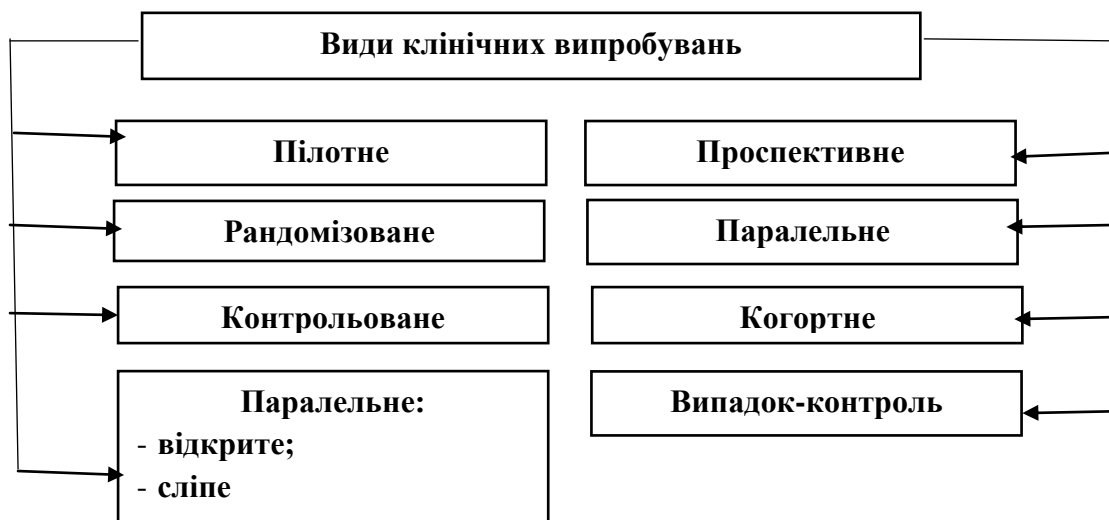 Види клінічних випробувань
Пілотне
Проспективне
Рандомізоване
Паралельне
Контрольоване
Когортне
Паралельне:
- відкрите;
- сліпе
Випадок-контроль